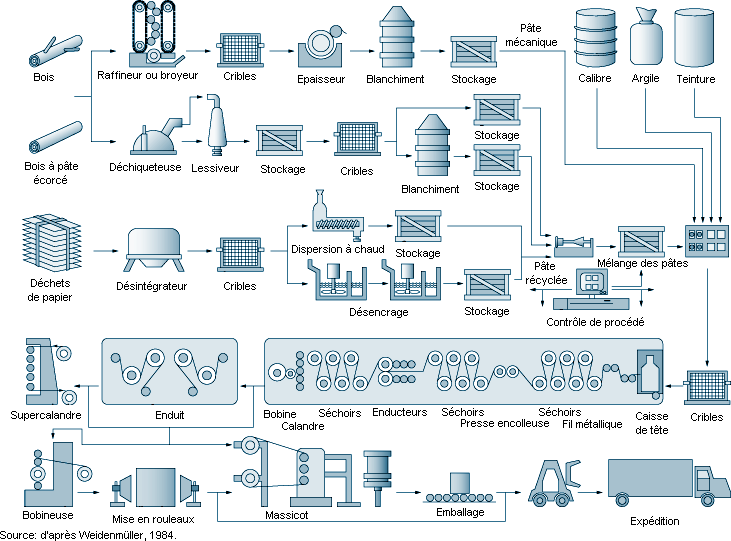 Pâte
mécanique
Bois
Raffineur ou broyeur
Cribles
Epaisseur
Blanchiment
Stockage
Calibre
Argile
Teinture
Stockage
Bois à pâte
écorcé
Déchiqueteuse
Lessiveur
Stockage
Cribles
Blanchiment
Stockage
Dispersion à chaud
Stockage
Déchets
de papier
Désintégrateur
Cribles
Désencrage
Stockage
Pâte
récyclée
Mélange des pâtes
Contrôle de procédé
Supercalandre
Enduit
Bobine
Calandre
Séchoirs
Enducteurs
Séchoirs
Presse encolleuse
Séchoirs
Fil métallique
Caisse
de tête
Cribles
Bobineuse
Mise en rouleaux
Massicot
Emballage
Expédition
Source: d'après Weidenmüller, 1984.